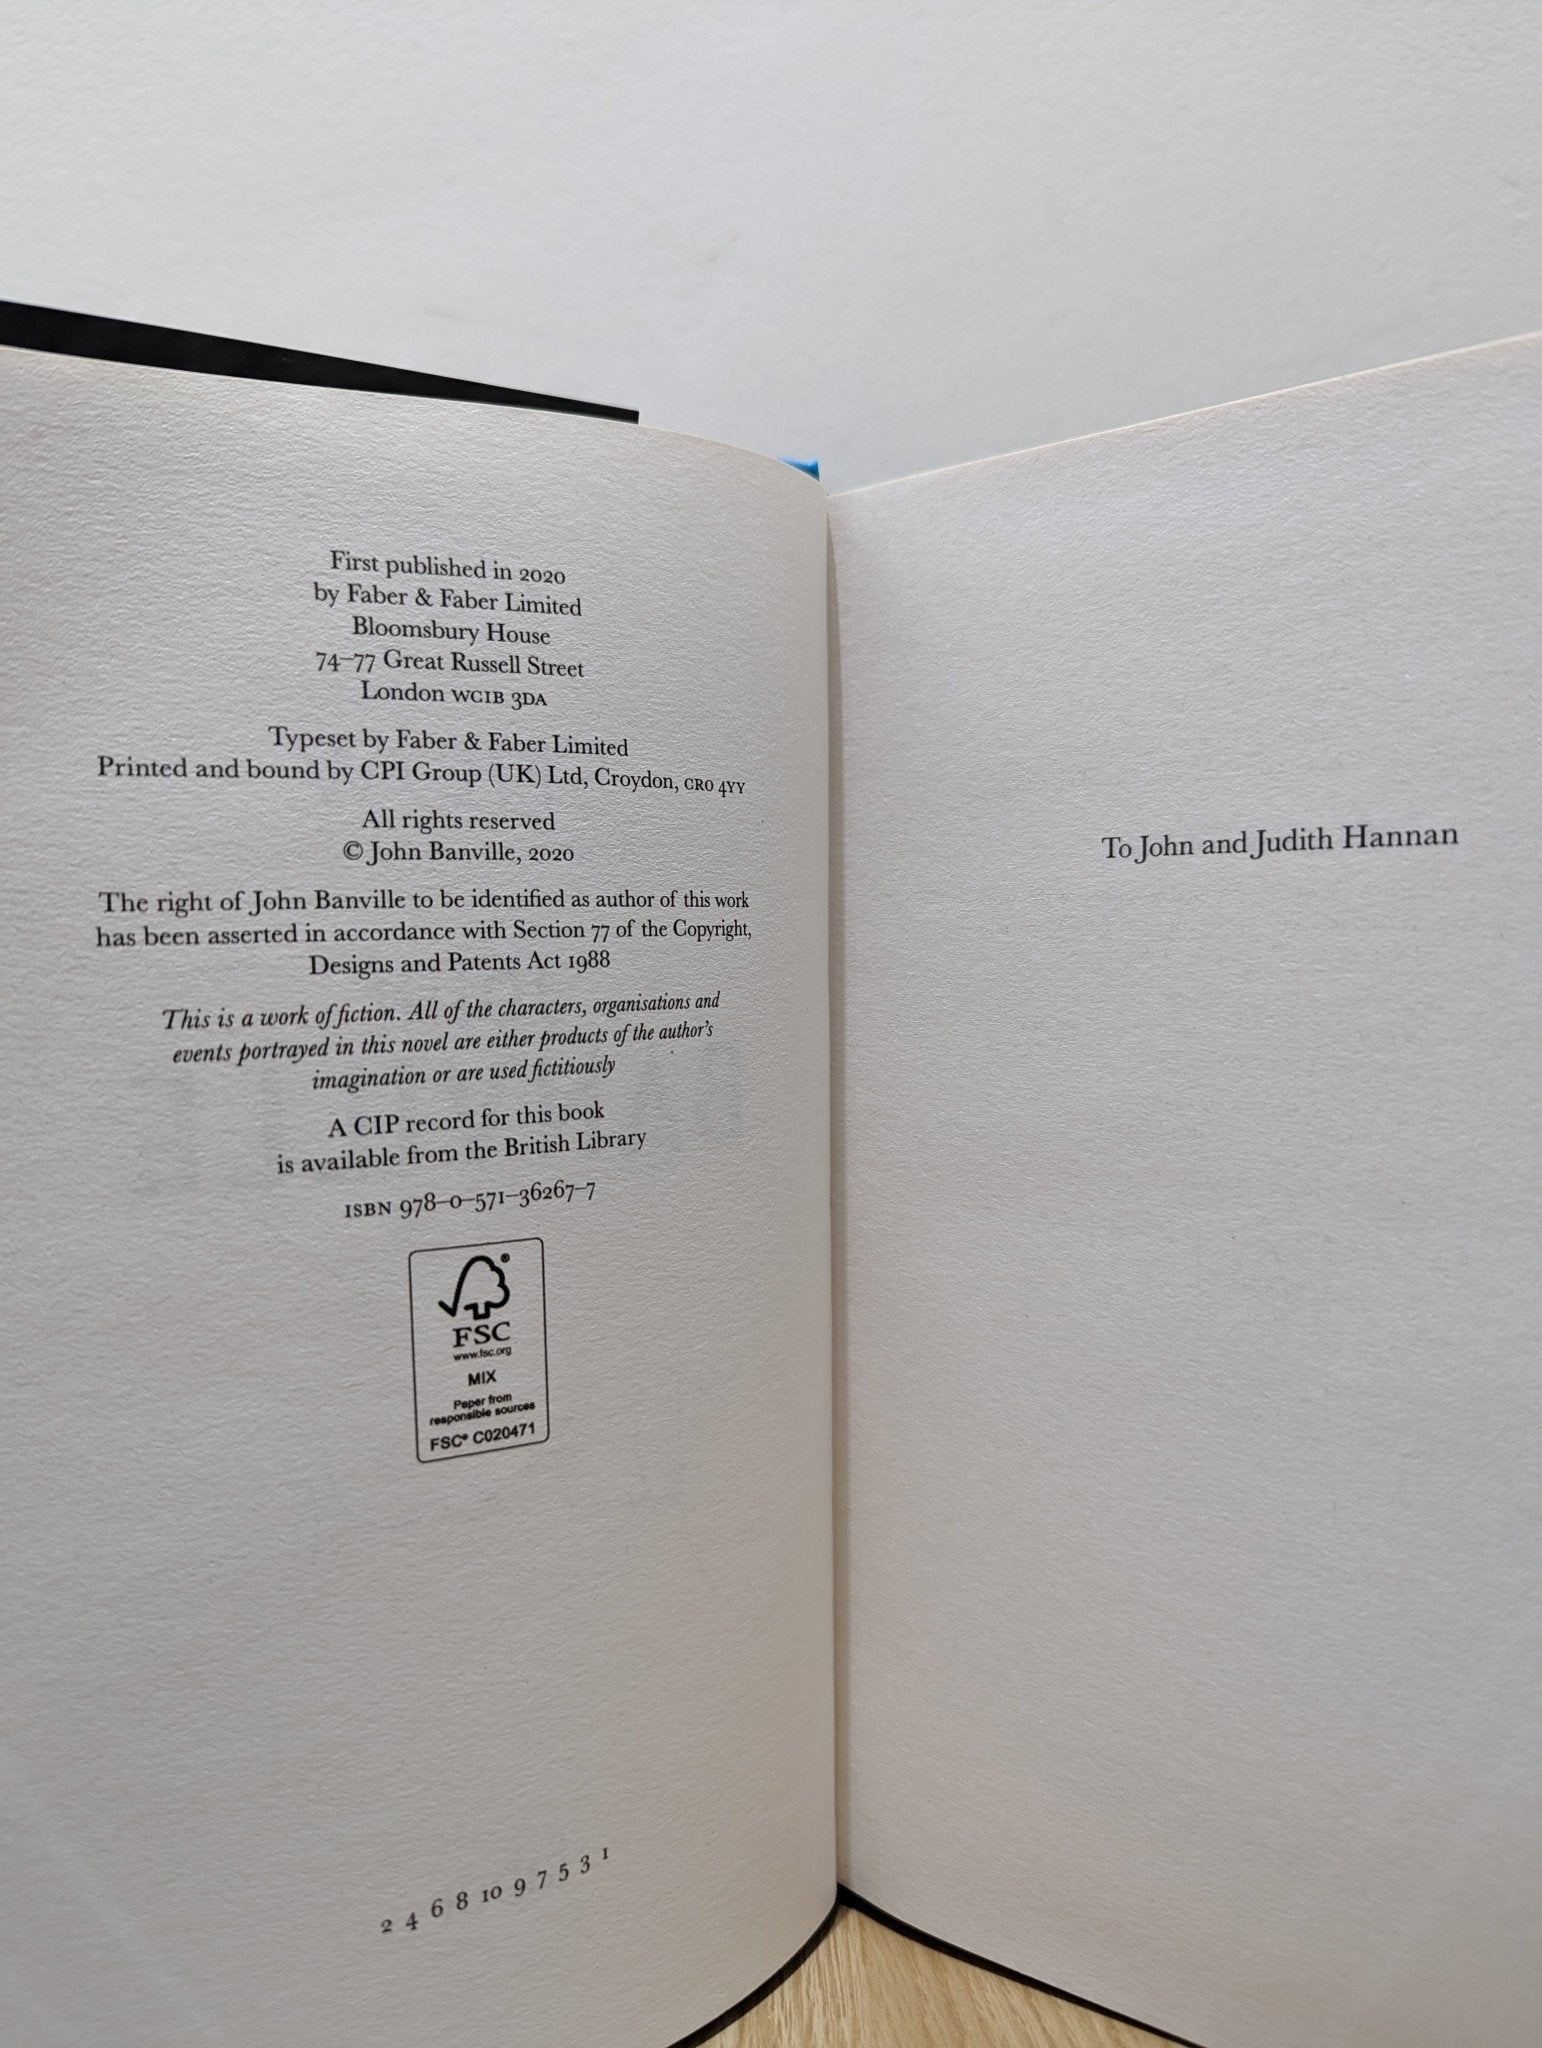 First published in 2020
by Faber & Faber Limited
Bloomsbury House
74–77 Great Russell Street
London WC1B 3DA
Typeset by Faber & Faber Limited
Printed and bound by CPI Group (UK) Ltd, Croydon, CR0 4YY
All rights reserved
© John Banville, 2020
The right of John Banville to be identified as author of this work
has been asserted in accordance with Section 77 of the Copyright,
Designs and Patents Act 1988
This is a work of fiction. All of the characters, organisations and
events portrayed in this novel are either products of the author's
imagination or are used fictitiously
A CIP record for this book
is available from the British Library
ISBN 978–0–571–36267–7
®
FSC
www.fsc.org
MIX
Paper from
responsible sources
FSC® C020471
2 4 6 8 10 9 7 5 3 1
To John and Judith Hannan